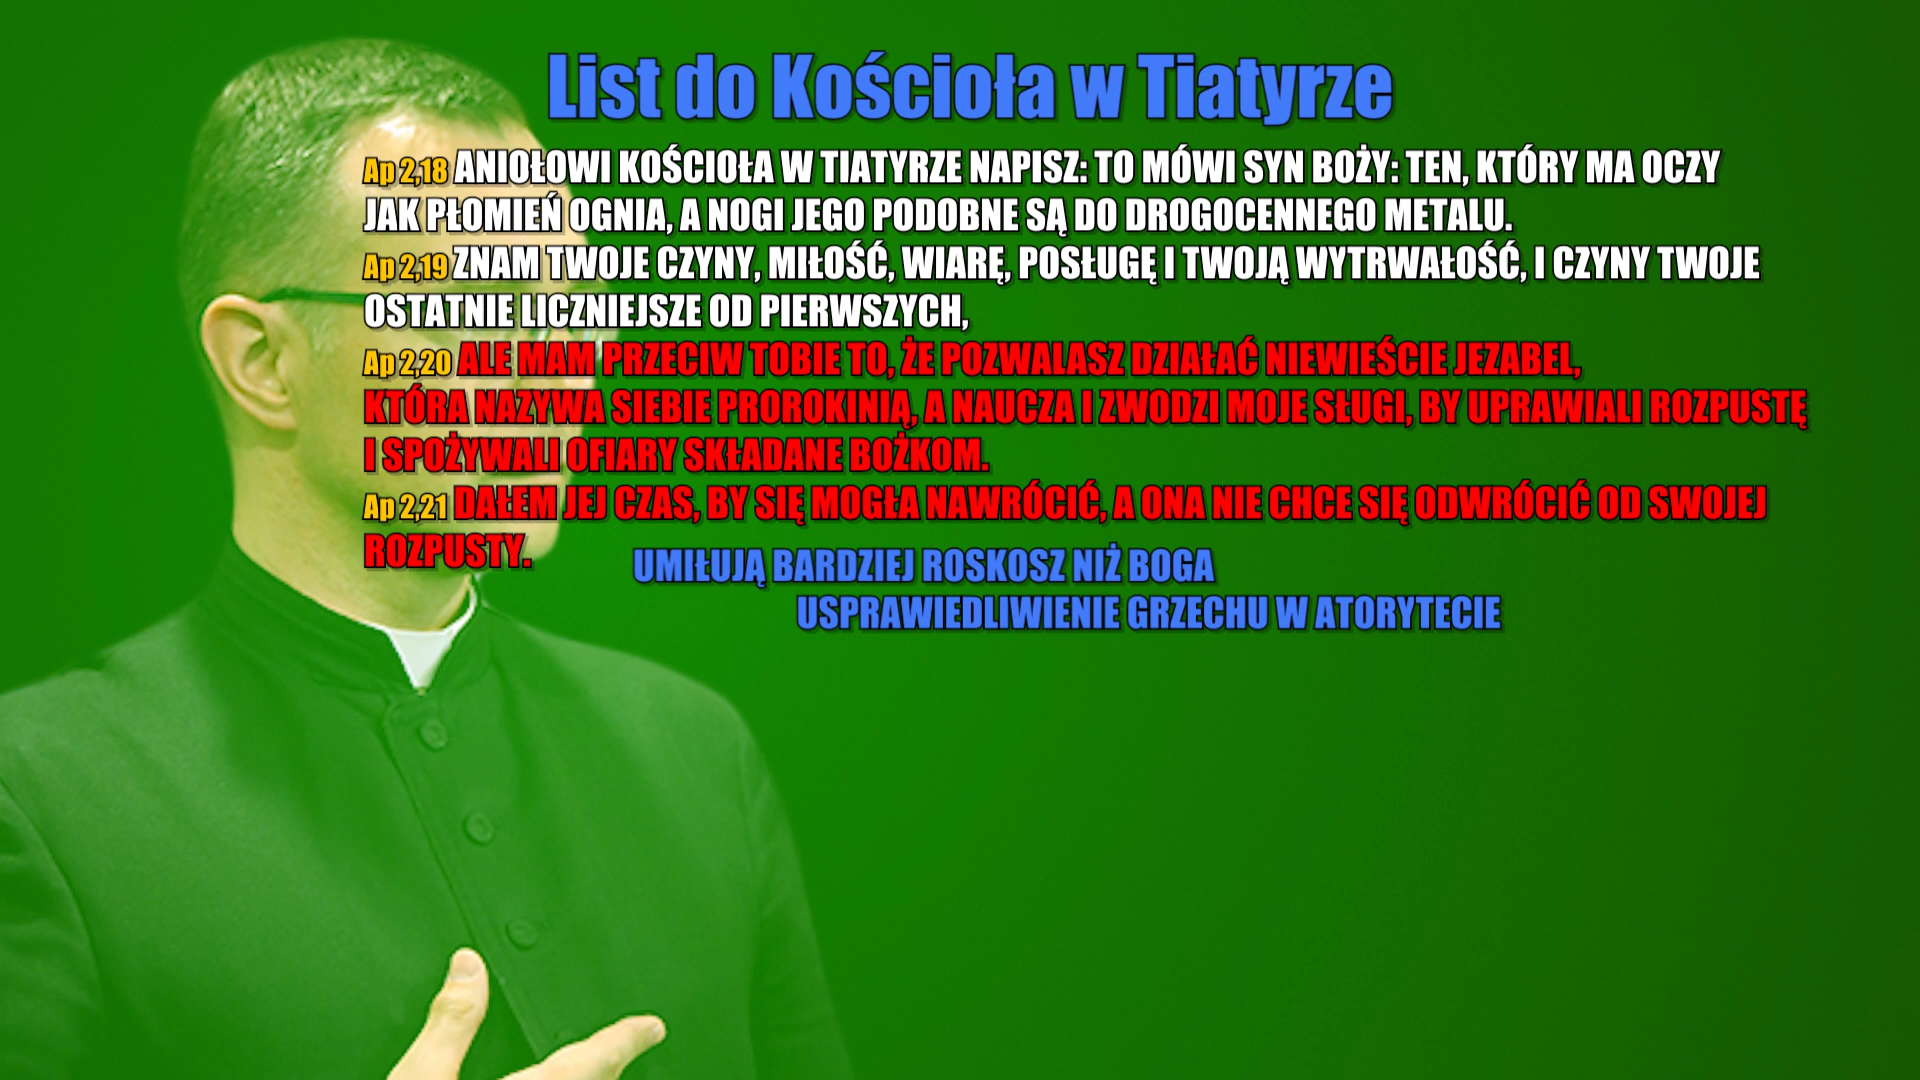 List do Kościoła w Tiatyrze
Ap 2,18 ANIOŁOWI KOŚCIOŁA W TIATYRZE NAPISZ: TO MÓWI SYN BOŻY: TEN, KTÓRY MA OCZY
JAK PŁOMIEŃ OGNIA, A NOGI JEGO PODOBNE SĄ DO DROGOCENNEGO METALU.
Ap 2,19 ZNAM TWOJE CZYNY, MIŁOŚĆ, WIARĘ, POSŁUGĘ I TWOJĄ WYTRWAŁOŚĆ, I CZYNY TWOJE
OSTATNIE LICZNIEJSZE OD PIERWSZYCH,
Ap 2,20 ALE MAM PRZECIW TOBIE TO, ŻE POZWALASZ DZIAŁAĆ NIEWIEŚCIE JEZABEL,
KTÓRA NAZYWA SIEBIE PROROKINIĄ, A NAUCZA I ZWODZI MOJE SŁUGI, BY UPRAWIALI ROZPUSTĘ
I SPOŻYWALI OFIARY SKŁADANE BOŻKOM.
Ap 2,21 DAŁEM JEJ CZAS, BY SIĘ MOGŁA NAWRÓCIĆ, A ONA NIE CHCE SIĘ ODWRÓCIĆ OD SWOJEJ
ROZPUSTY.
UMIŁUJĄ BARDZIEJ ROSKOSZ NIŻ BOGA
USPRAWIEDLIWIENIE GRZECHU W ATORYTECIE